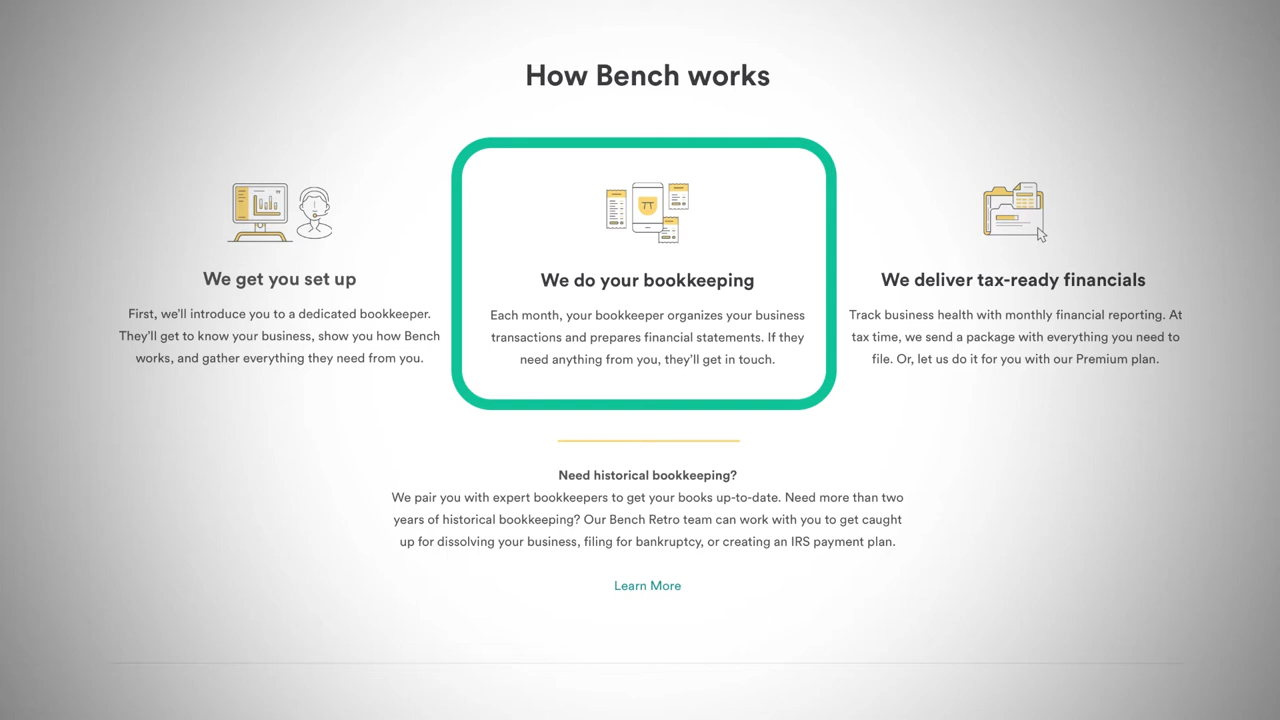 How Bench works
We get you set up
First, we'll introduce you to a dedicated bookkeeper.
They'll get to know your business, show you how Bench
works, and gather everything they need from you.
We do your bookkeeping
Each month, your bookkeeper organizes your business
transactions and prepares financial statements. If they
need anything from you, they'll get in touch.
We deliver tax-ready financials
Track business health with monthly financial reporting. At
tax time, we send a package with everything you need to
file. Or, let us do it for you with our Premium plan.
Need historical bookkeeping?
We pair you with expert bookkeepers to get your books up-to-date. Need more than two
years of historical bookkeeping? Our Bench Retro team can work with you to get caught
up for dissolving your business, filing for bankruptcy, or creating an IRS payment plan.
Learn More